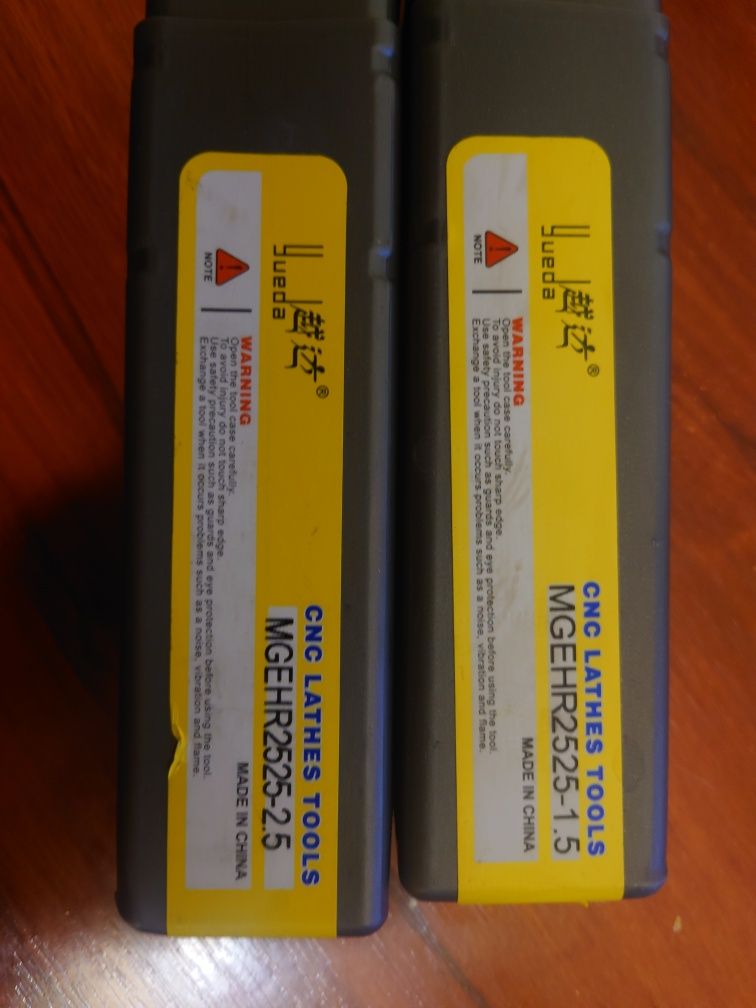 Yueda 越达®
NOTE
WARNING
Open the tool case carefully.
To avoid injury do not touch sharp edge.
Use safety precaution such as guards and eye protection before using the tool.
Exchange a tool when it occurs problems such as a noise, vibration and flame.
CNC LATHES TOOLS
MGEHR2525-2.5
MADE IN CHINA
Yueda 越达®
NOTE
WARNING
Open the tool case carefully.
To avoid injury do not touch sharp edge.
Use safety precaution such as guards and eye protection before using the tool.
Exchange a tool when it occurs problems such as a noise, vibration and flame.
CNC LATHES TOOLS
MGEHR2525-1.5
MADE IN CHINA